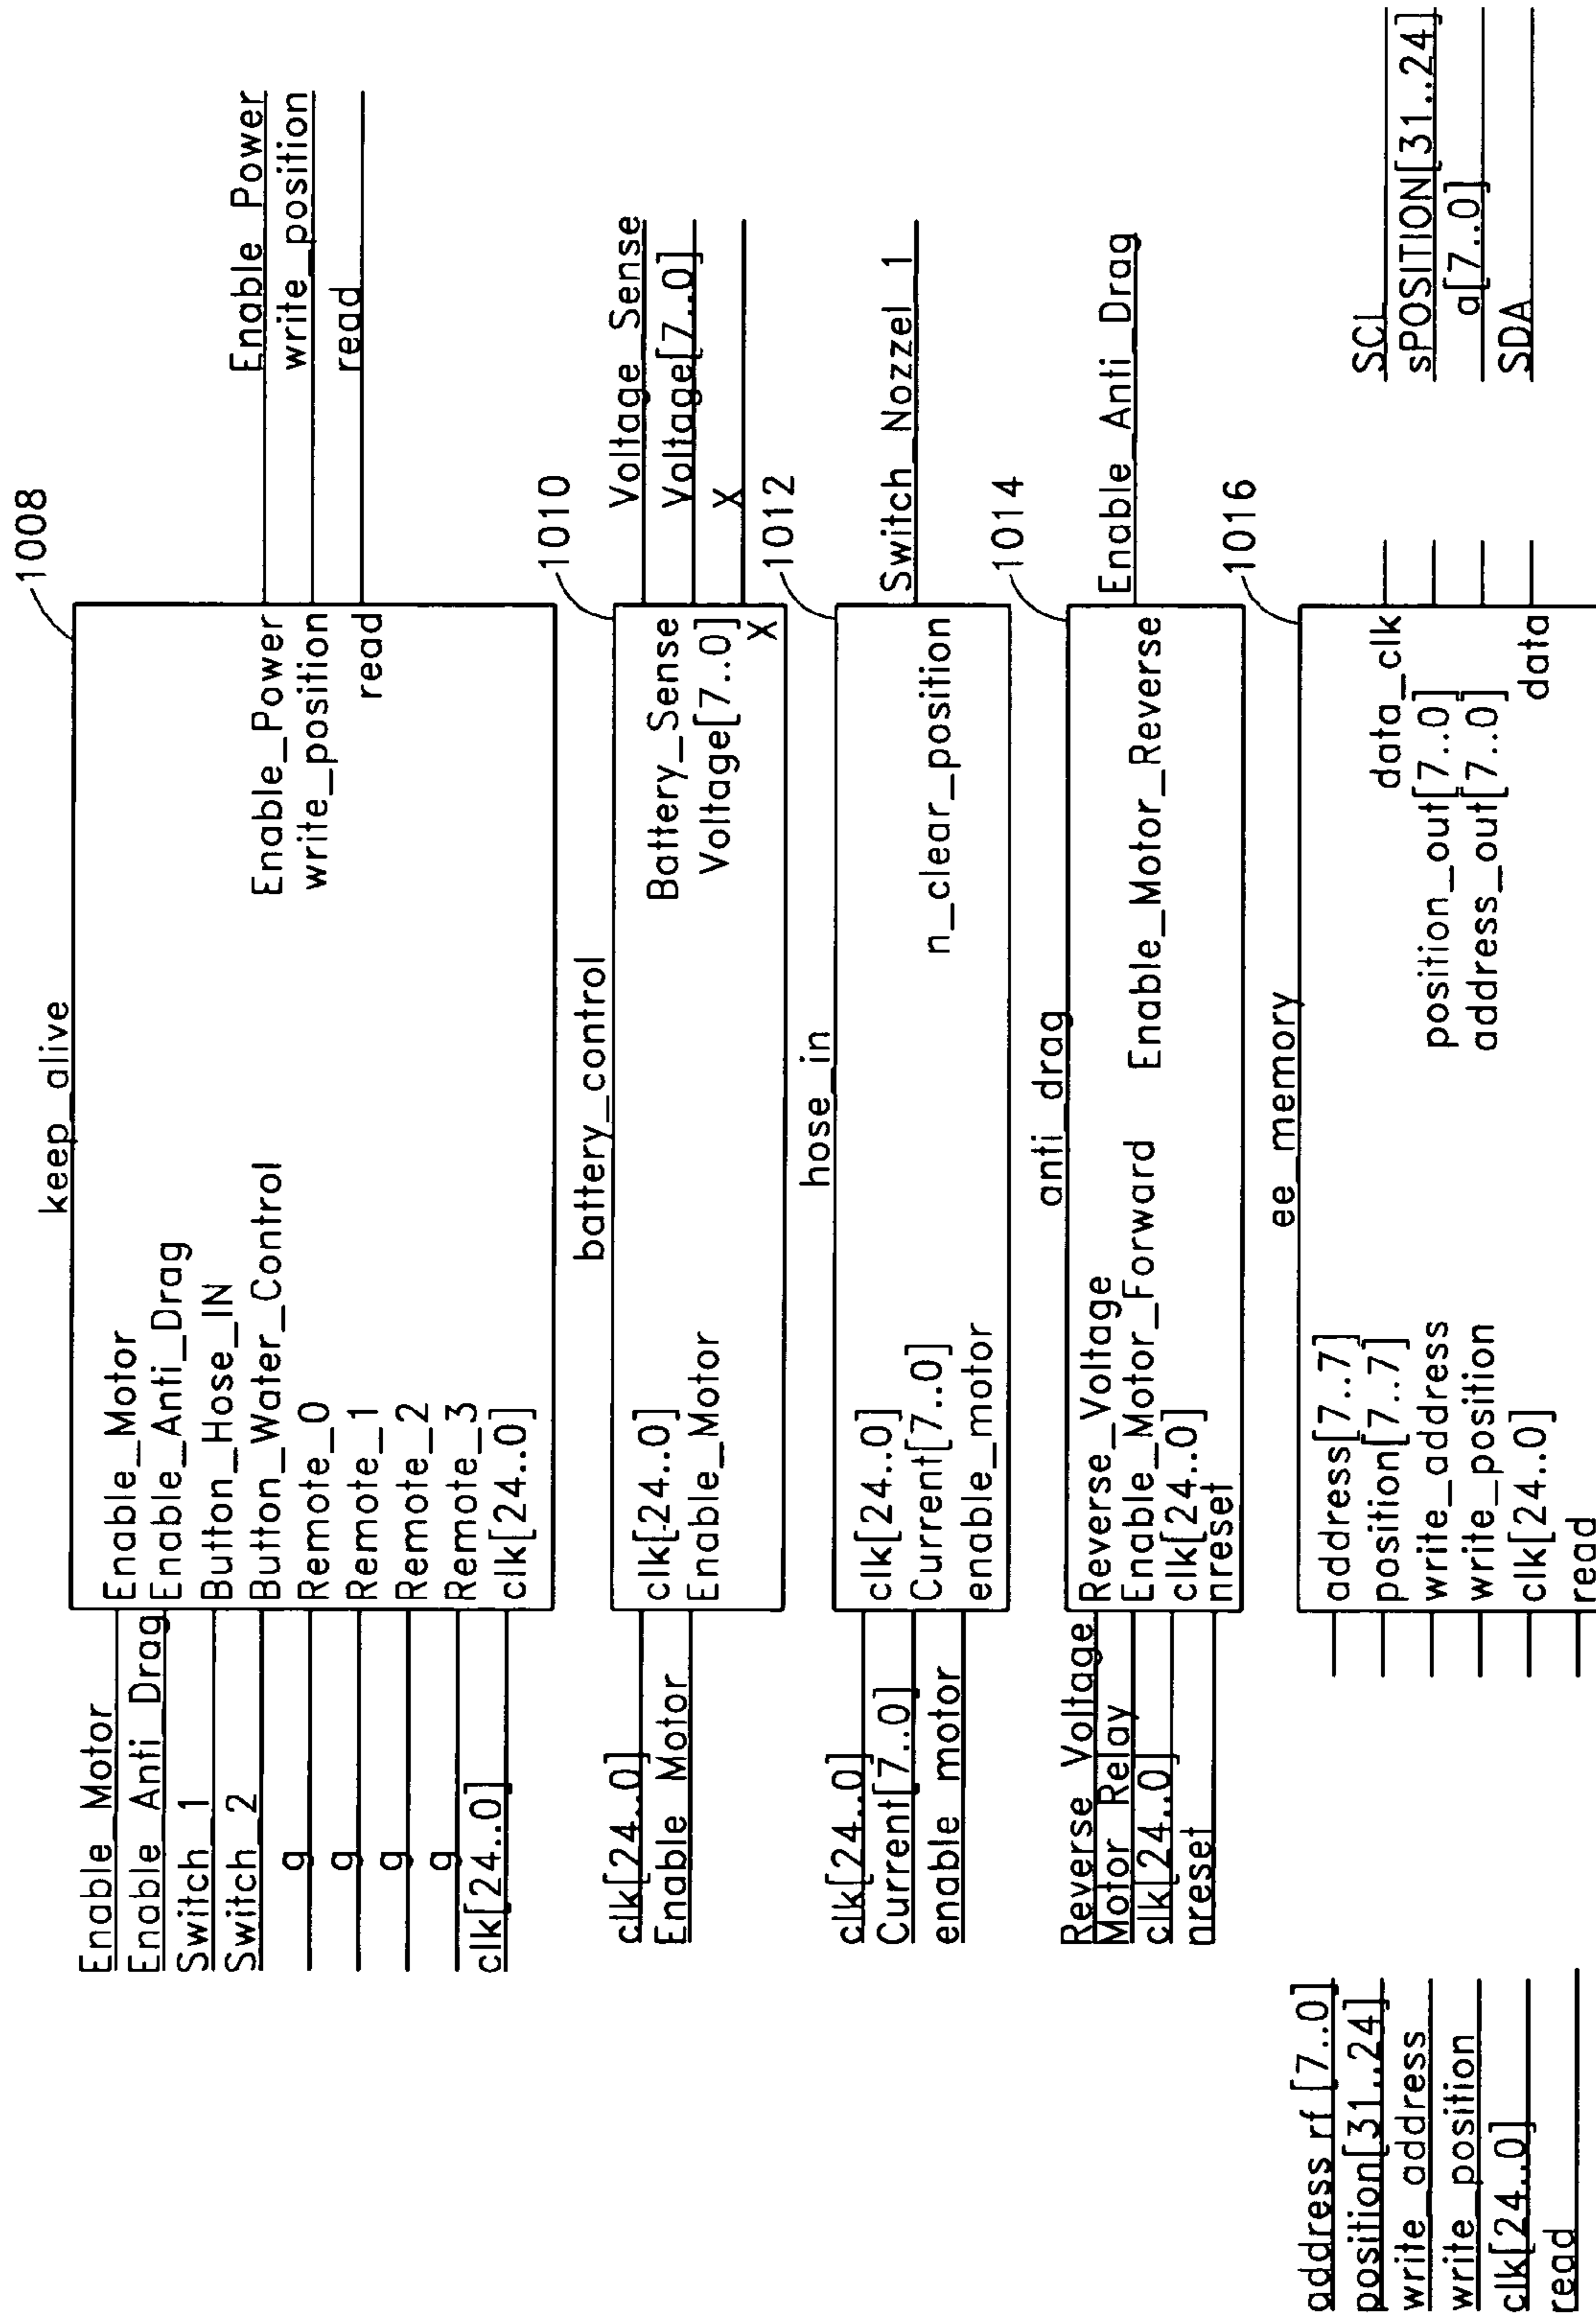 keep_alive
1008
Enable_Motor
Enable_Anti_Drag
Switch_1
Switch_2
g
g
g
g
clk[24..0]
Enable_Motor
Enable_Anti_Drag
Button_Hose_IN
Button_Water_Control
Remote_0
Remote_1
Remote_2
Remote_3
clk[24..0]
Enable_Power
write_position
read
Enable_Power
write_position
read
battery_control
1010
clk[24..0]
Enable_Motor
clk[24..0]
Enable_Motor
Battery_Sense
Voltage[7..0]
X
Voltage_Sense
Voltage[7..0]
X
hose_in
1012
clk[24..0]
Current[7..0]
enable_motor
clk[24..0]
Current[7..0]
enable_motor
n_clear_position
Switch_Nozzel_1
anti_drag
1014
Reverse_Voltage
Motor_Relay
clk[24..0]
nreset
Reverse_Voltage
Enable_Motor_Forward
clk[24..0]
nreset
Enable_Motor_Reverse
Enable_Anti_Drag
ee_memory
1016
address_rf [7..0]
position[31..24]
write_address
write_position
clk[24..0]
read
address[7..7]
position[7..7]
write_address
write_position
clk[24..0]
read
data_clk
position_out[7..0]
address_out[7..0]
data
SCL
sPOSITION[31..24]
a[7..0]
SDA